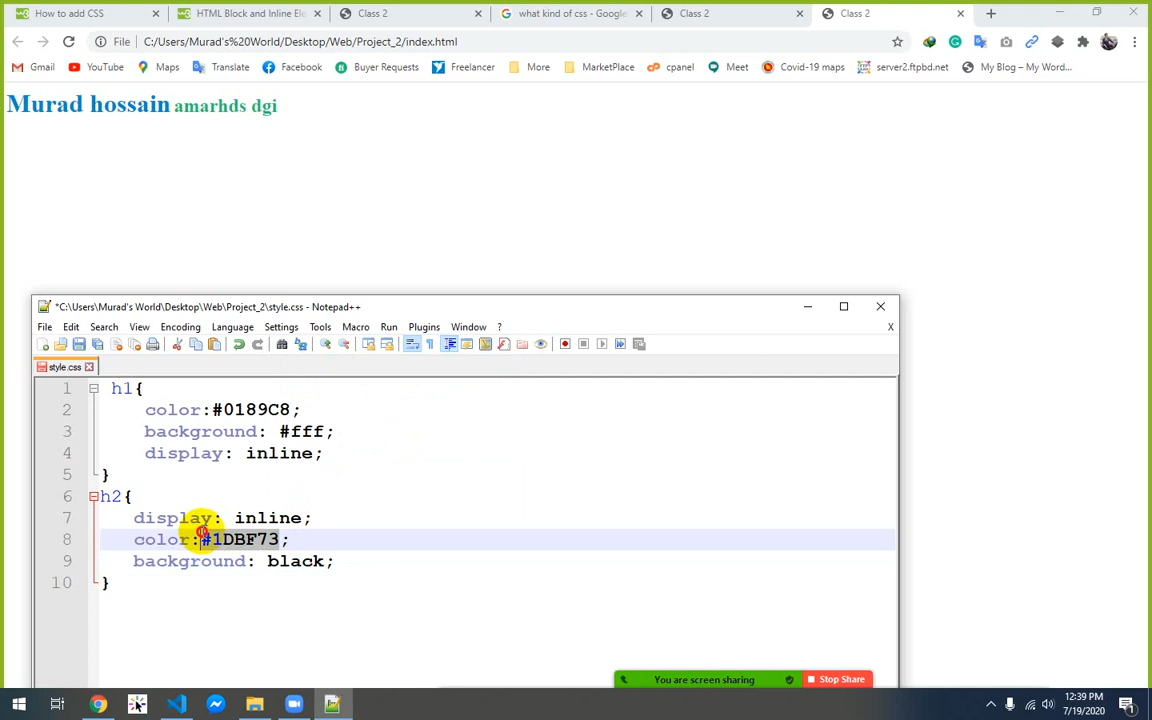 How to add CSS
HTML Block and Inline Ele
Class 2
what kind of css - Google
Class 2
Class 2
File C:/Users/Murad's%20World/Desktop/Web/Project_2/index.html
Gmail YouTube Maps Translate Facebook Buyer Requests Freelancer More MarketPlace cpanel Meet Covid-19 maps server2.ftpbd.net My Blog – My Wor...
Murad hossain amarhds dgi
*C:\Users\Murad's World\Desktop\Web\Project_2\style.css - Notepad++
File Edit Search View Encoding Language Settings Tools Macro Run Plugins Window ? X
style.css
1 h1{
2 color:#0189C8;
3 background: #fff;
4 display: inline;
5 }
6 h2{
7 display: inline;
8 color:#1DBF73;
9 background: black;
10 }
You are screen sharing Stop Share
12:39 PM
7/19/2020
1